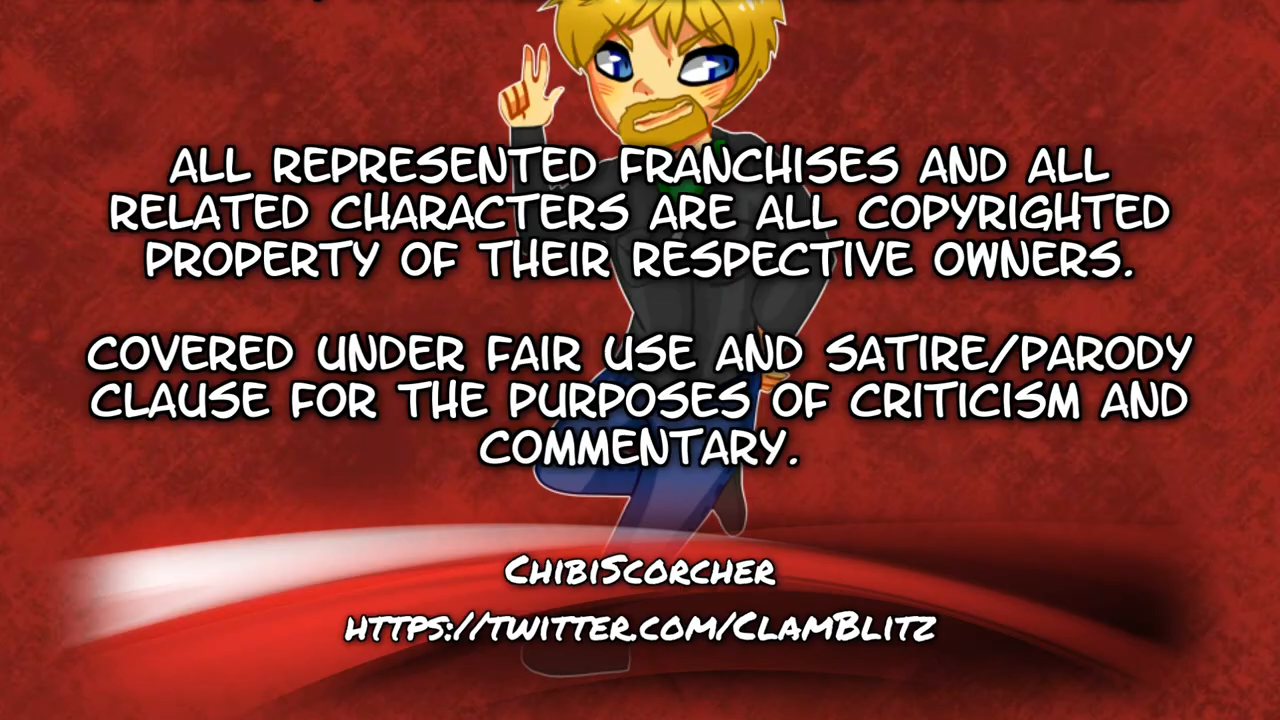 ALL REPRESENTED FRANCHISES AND ALL
RELATED CHARACTERS ARE ALL COPYRIGHTED
PROPERTY OF THEIR RESPECTIVE OWNERS.
COVERED UNDER FAIR USE AND SATIRE/PARODY
CLAUSE FOR THE PURPOSES OF CRITICISM AND
COMMENTARY.
CHIBISCORCHER
HTTPS://TWITTER.COM/CLAMBLITZ